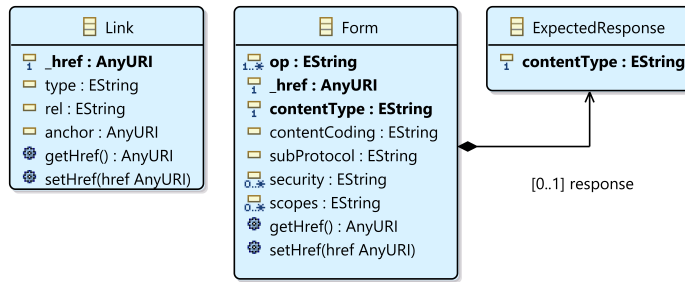 Link
1 _href : AnyURI
type : EString
rel : EString
anchor : AnyURI
getHref() : AnyURI
setHref(href AnyURI)
Form
1..* op : EString
1 _href : AnyURI
1 contentType : EString
contentCoding : EString
subProtocol : EString
0..* security : EString
0..* scopes : EString
getHref() : AnyURI
setHref(href AnyURI)
ExpectedResponse
1 contentType : EString
[0..1] response